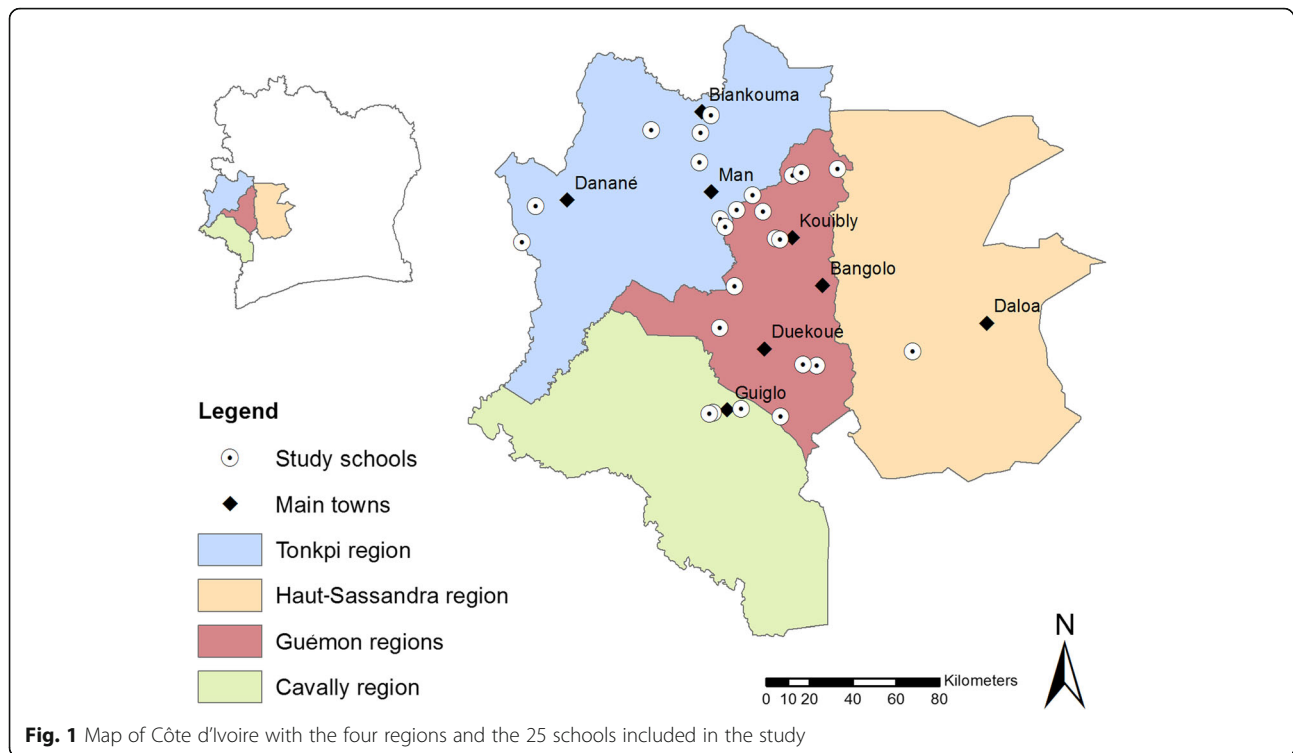 Biankouma
Danané
Man
Kouibly
Bangolo
Daloa
Duekoué
Guiglo
Legend
Study schools
Main towns
Tonkpi region
Haut-Sassandra region
Guémon regions
Cavally region
N
Kilometers
0 10 20 40 60 80
Fig. 1 Map of Côte d'Ivoire with the four regions and the 25 schools included in the study